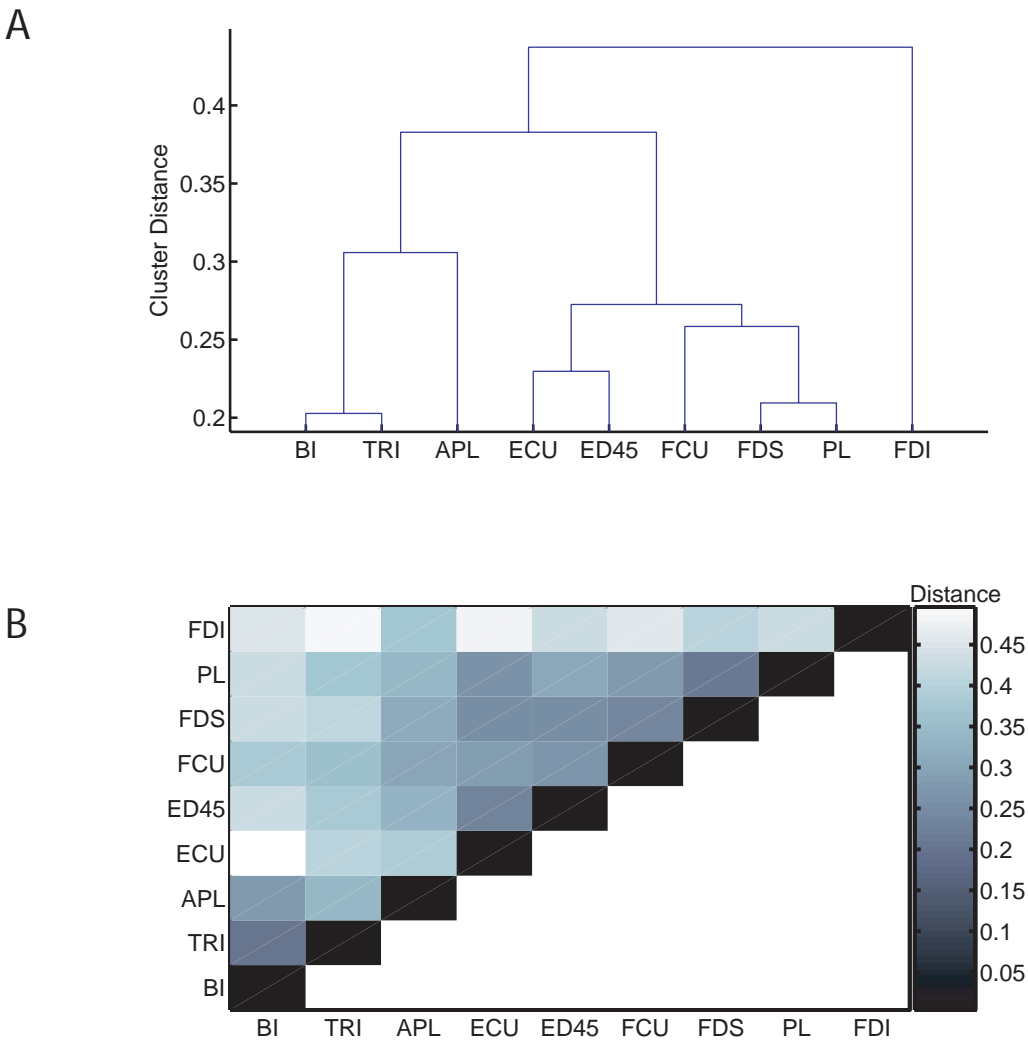 A
Cluster Distance
0.4
0.35
0.3
0.25
0.2
BI TRI APL ECU ED45 FCU FDS PL FDI
B
Distance
FDI
PL
FDS
FCU
ED45
ECU
APL
TRI
BI
0.45
0.4
0.35
0.3
0.25
0.2
0.15
0.1
0.05
BI TRI APL ECU ED45 FCU FDS PL FDI